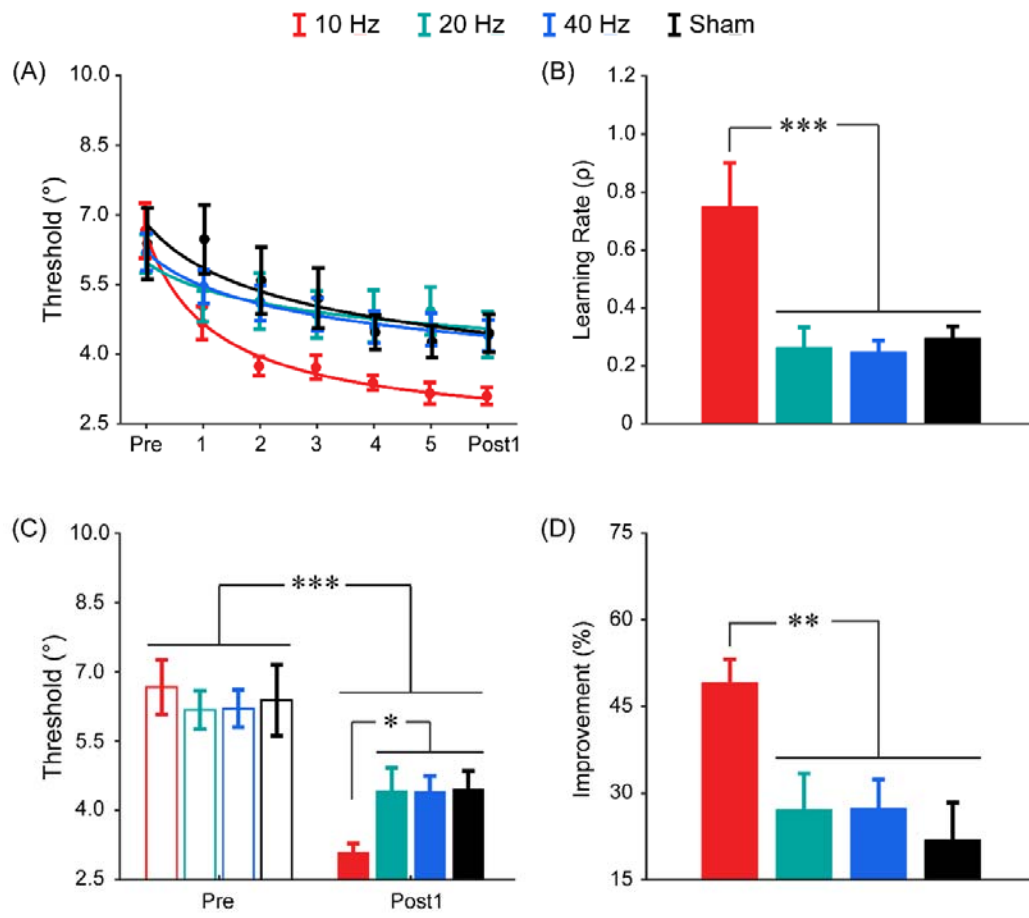 10 Hz 20 Hz 40 Hz Sham
(A)
10.0
8.5
7.0
5.5
4.0
2.5
Threshold (°)
Pre 1 2 3 4 5 Post1
(B)
1.2
1.0
0.8
0.6
0.4
0.2
0
Learning Rate (ρ)
***
(C)
10.0
8.5
7.0
5.5
4.0
2.5
Threshold (°)
***
*
Pre Post1
(D)
75
60
45
30
15
Improvement (%)
**